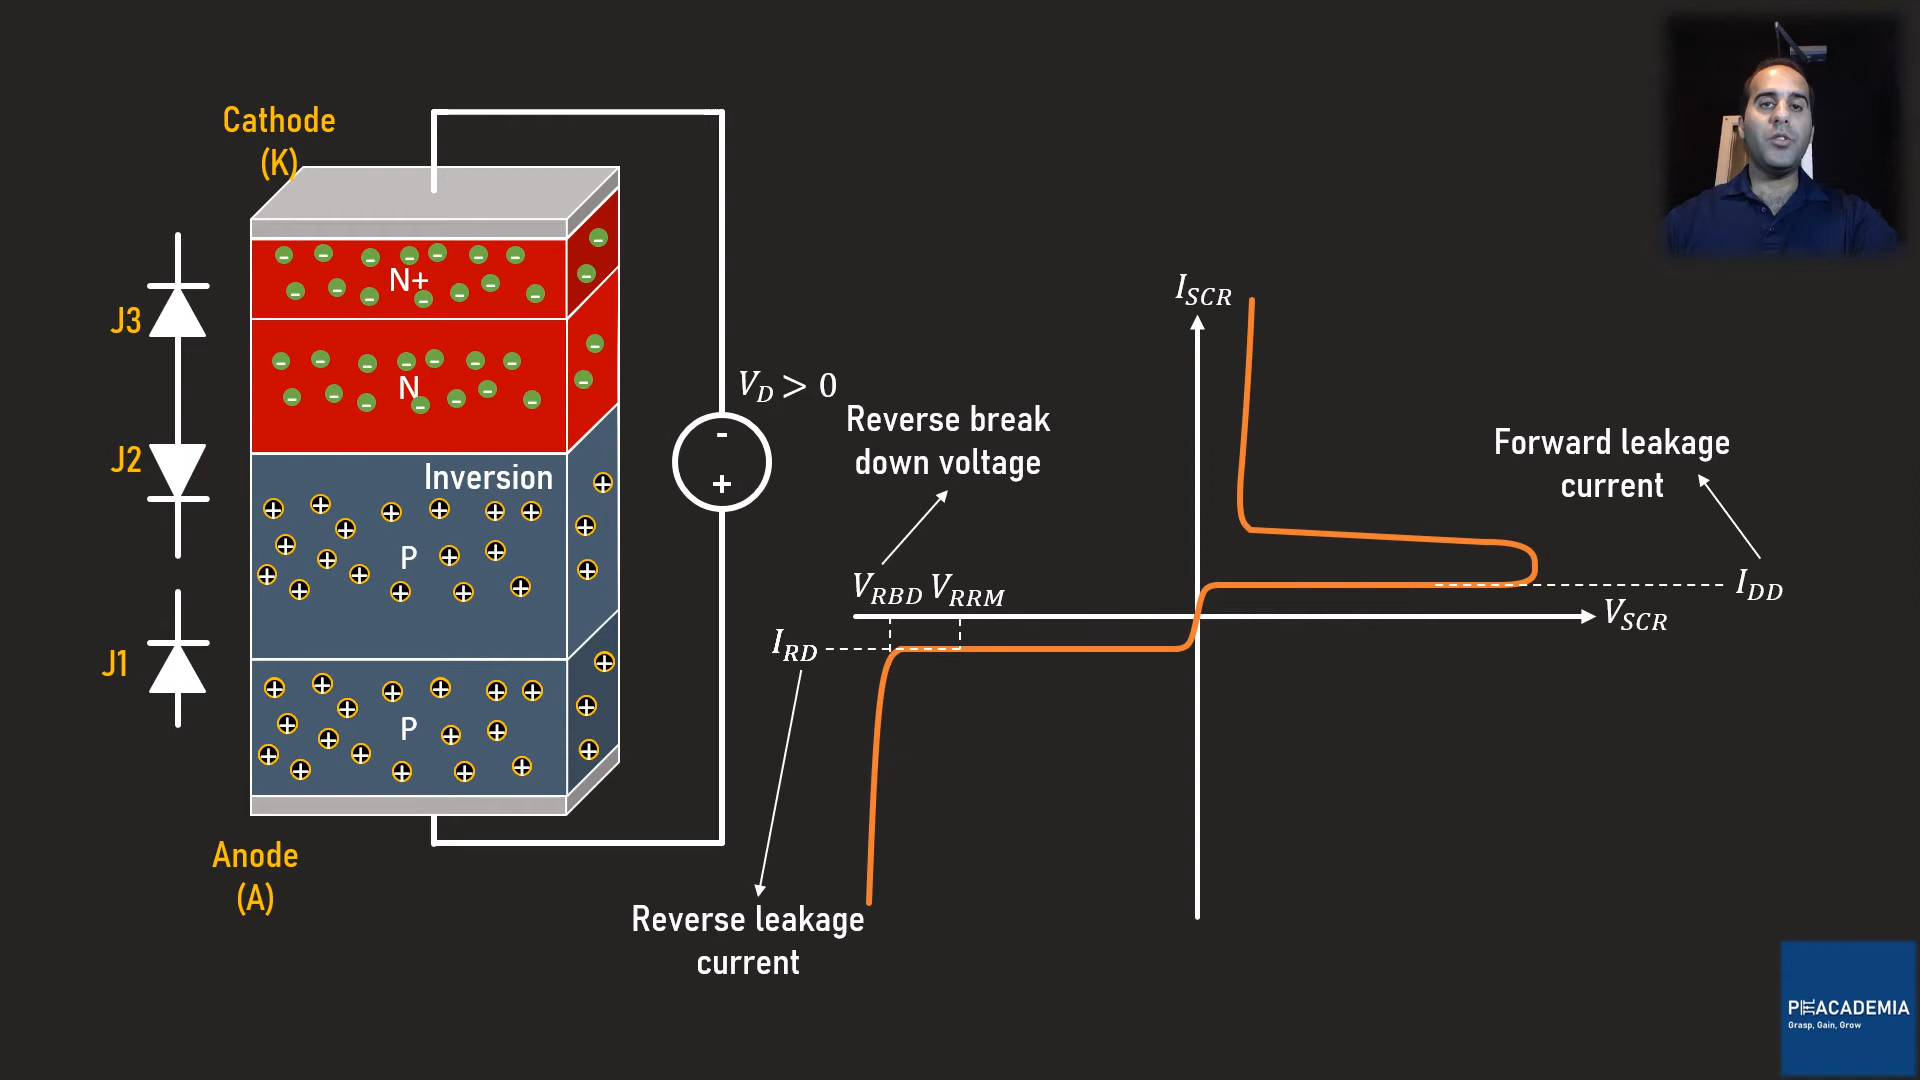 Cathode
(K)
J3
J2
J1
N+
N
Inversion
P
P
Anode
(A)
V_D > 0
-
+
Reverse break
down voltage
V_RBD V_RRM
I_RD
Reverse leakage
current
I_SCR
Forward leakage
current
I_DD
V_SCR
Grasp, Gain, Grow